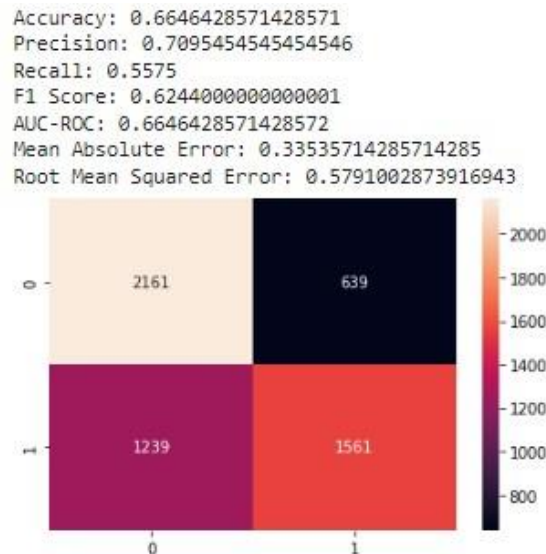 Accuracy: 0.6646428571428571
Precision: 0.7095454545454546
Recall: 0.5575
F1 Score: 0.6244000000000001
AUC-ROC: 0.6646428571428572
Mean Absolute Error: 0.33535714285714285
Root Mean Squared Error: 0.5791002873916943
2000
0 2161 639
1800
1600
1400
1200
1 1239 1561
1000
800
0 1